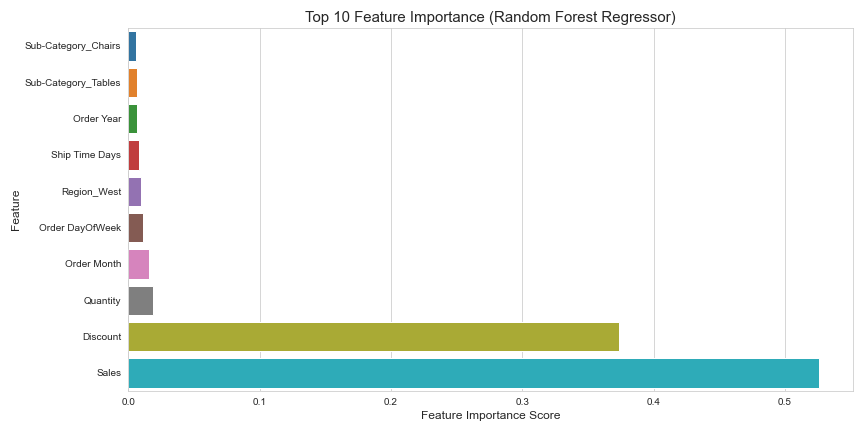 Top 10 Feature Importance (Random Forest Regressor)
Feature
Sub-Category_Chairs
Sub-Category_Tables
Order Year
Ship Time Days
Region_West
Order DayOfWeek
Order Month
Quantity
Discount
Sales
0.0 0.1 0.2 0.3 0.4 0.5
Feature Importance Score